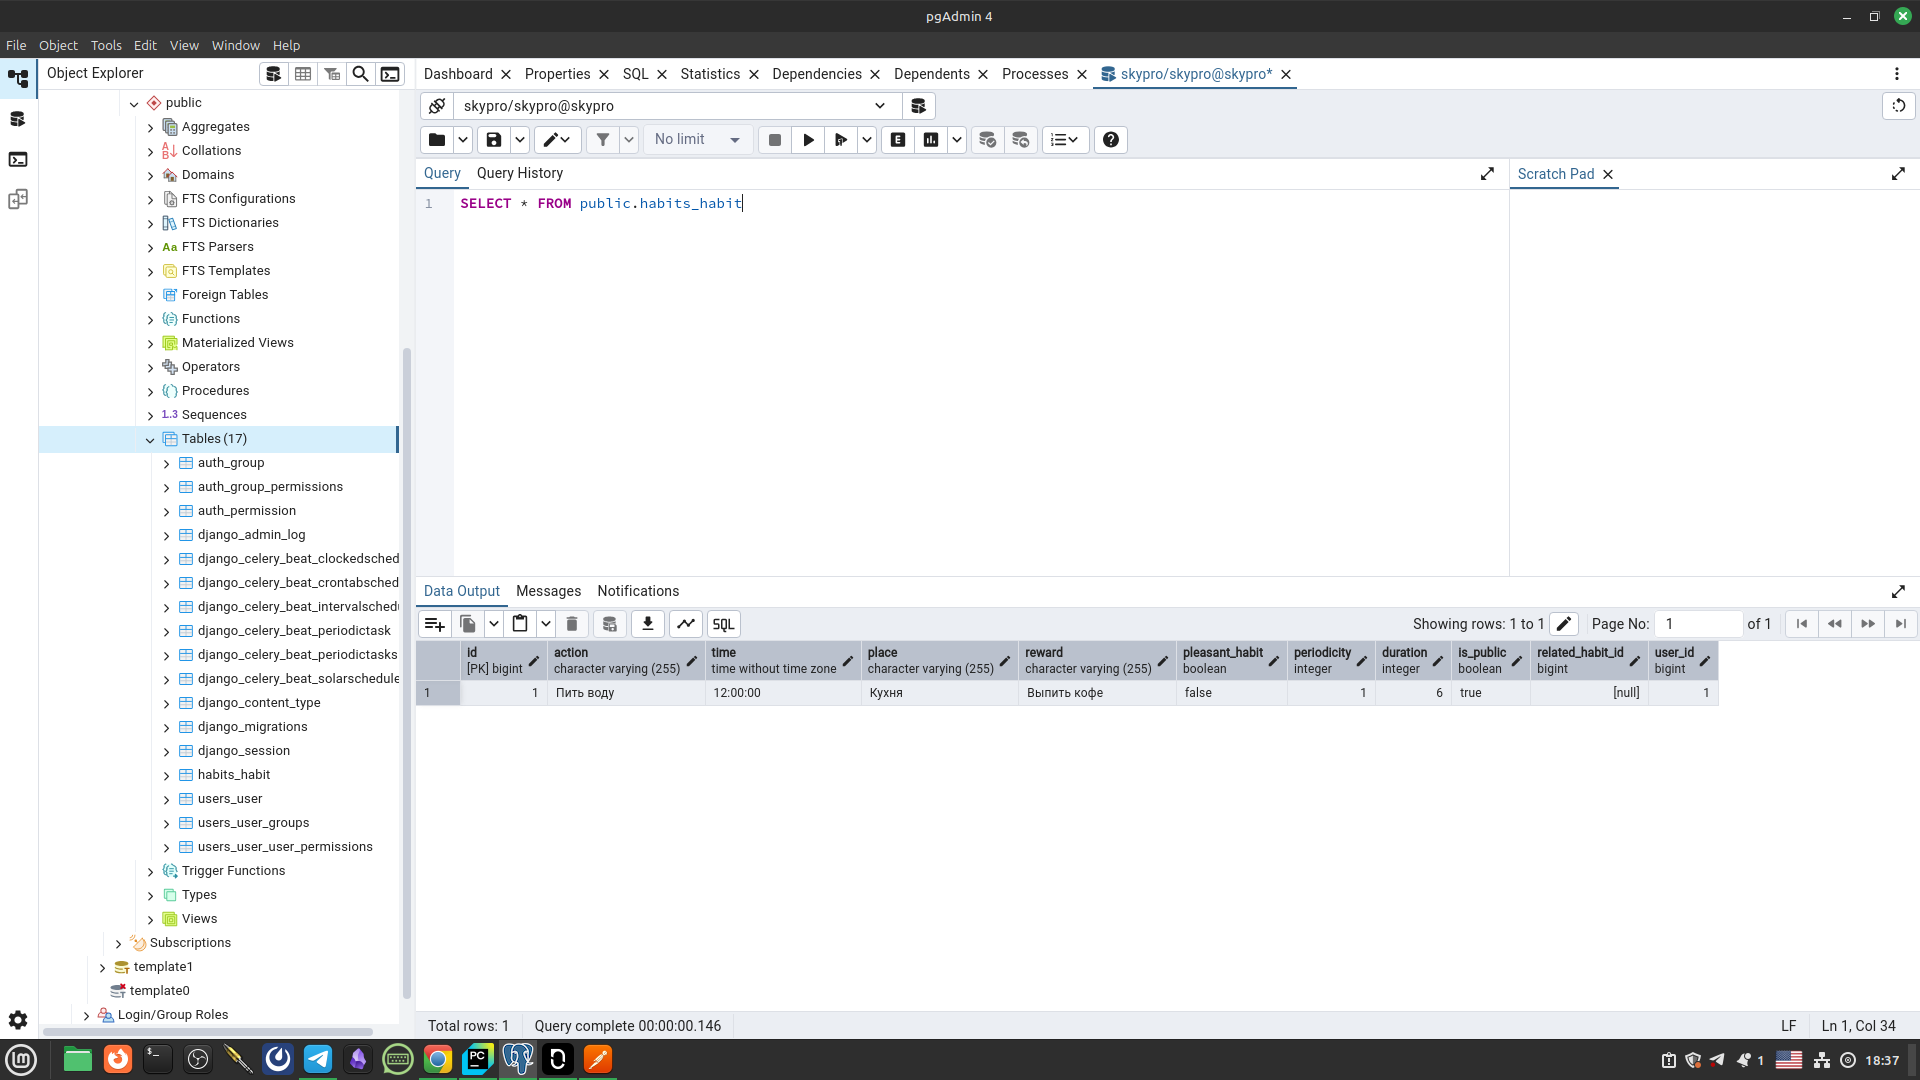 pgAdmin 4
File Object Tools Edit View Window Help
Object Explorer
Dashboard Properties SQL Statistics Dependencies Dependents Processes skypro/skypro@skypro*
public
Aggregates
Collations
Domains
FTS Configurations
FTS Dictionaries
Aa FTS Parsers
FTS Templates
Foreign Tables
Functions
Materialized Views
Operators
Procedures
1..3 Sequences
Tables (17)
auth_group
auth_group_permissions
auth_permission
django_admin_log
django_celery_beat_clockedsched
django_celery_beat_crontabsched
django_celery_beat_intervalsched
django_celery_beat_periodictask
django_celery_beat_periodictasks
django_celery_beat_solarschedule
django_content_type
django_migrations
django_session
habits_habit
users_user
users_user_groups
users_user_user_permissions
Trigger Functions
Types
Views
Subscriptions
template1
template0
Login/Group Roles
skypro/skypro@skypro
No limit
E
Query Query History
Scratch Pad
1 SELECT * FROM public.habits_habit
Data Output Messages Notifications
SQL
Showing rows: 1 to 1 Page No: 1 of 1
id action time place reward pleasant_habit periodicity duration is_public related_habit_id user_id
[PK] bigint character varying (255) time without time zone character varying (255) character varying (255) boolean integer integer boolean bigint bigint
1 1 Пить воду 12:00:00 Кухня Выпить кофе false 1 6 true [null] 1
Total rows: 1 Query complete 00:00:00.146 LF Ln 1, Col 34
PC
1 18:37